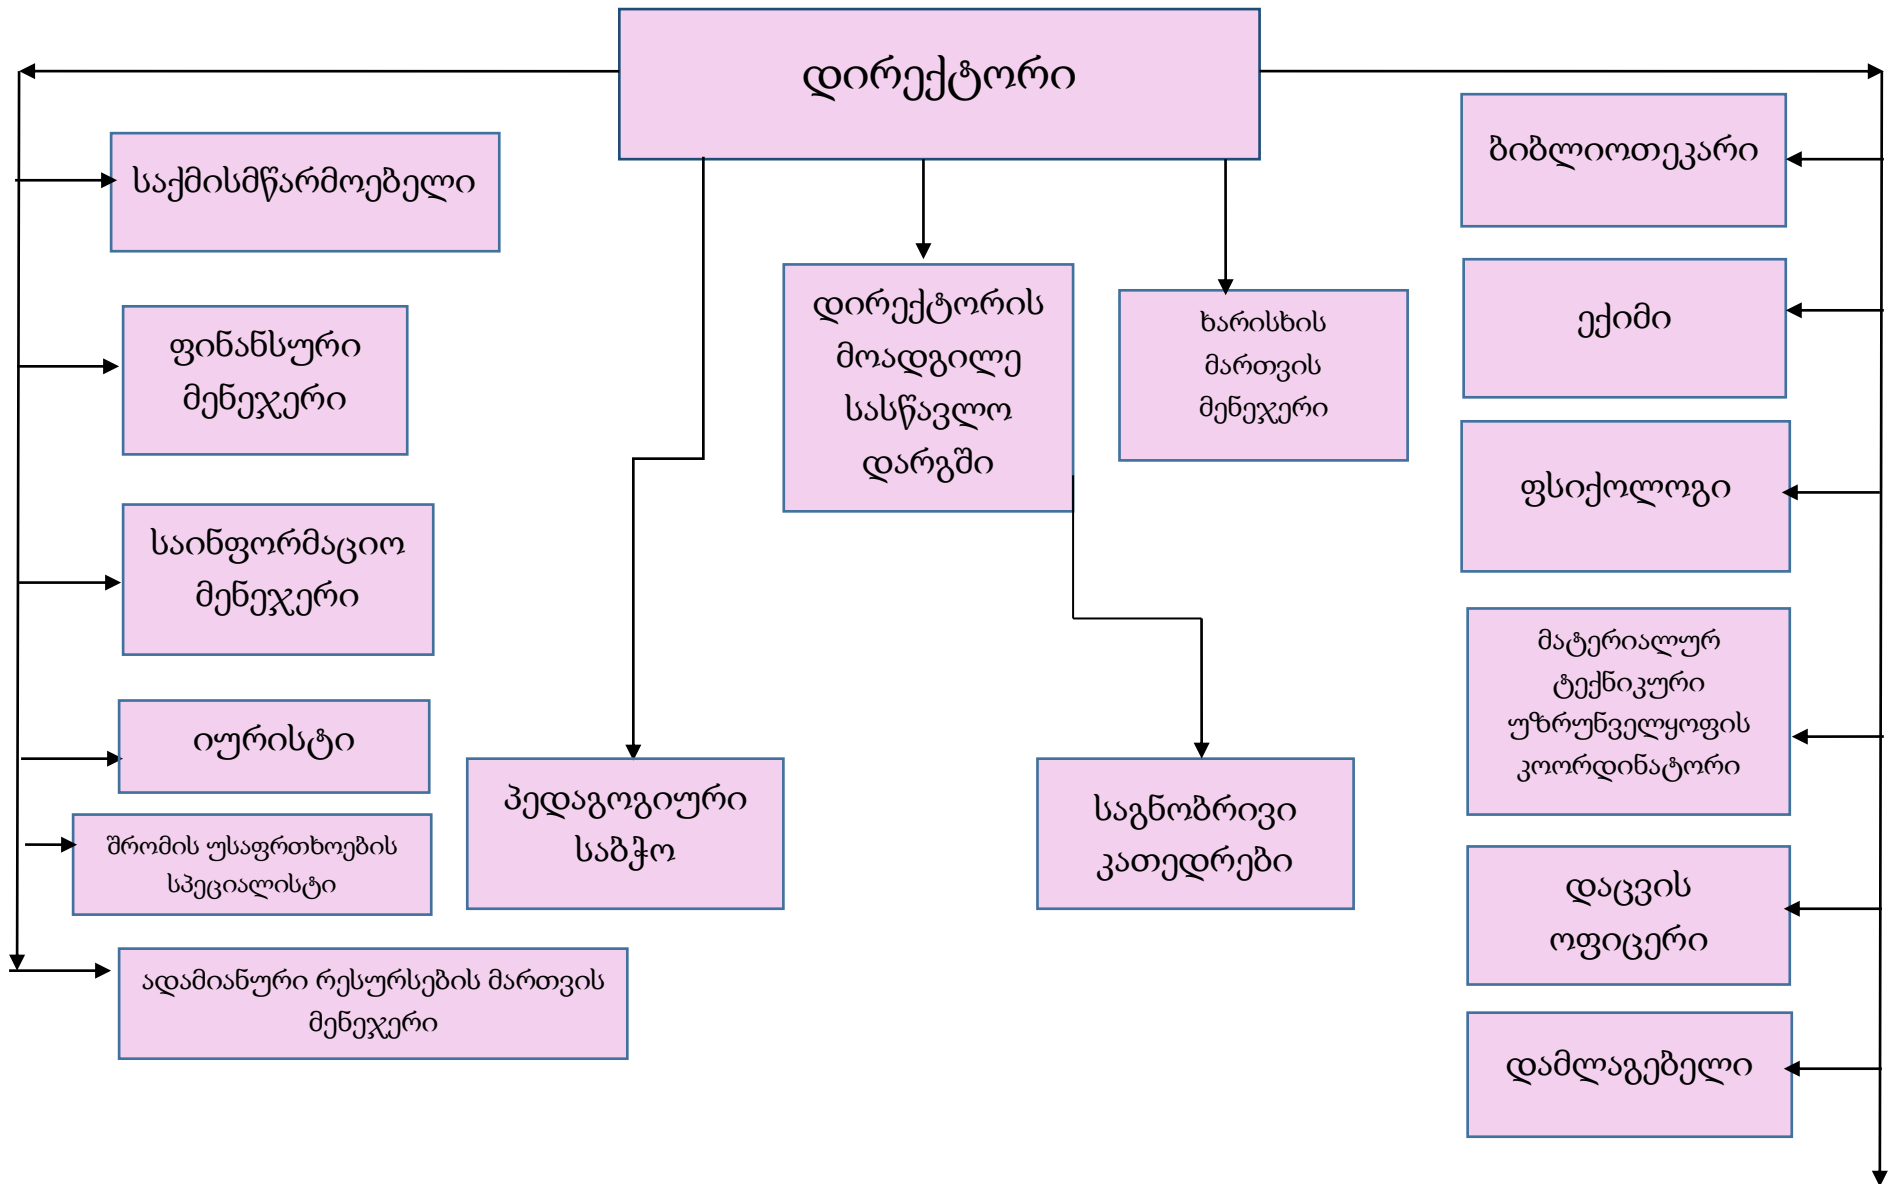 დირექტორი
საქმისმწარმოებელი
ფინანსური
მენეჯერი
საინფორმაციო
მენეჯერი
იურისტი
შრომის უსაფრთხოების
სპეციალისტი
ადამიანური რესურსების მართვის
მენეჯერი
პედაგოგიური
საბჭო
დირექტორის
მოადგილე
სასწავლო
დარგში
ხარისხის
მართვის
მენეჯერი
საგნობრივი
კათედრები
ბიბლიოთეკარი
ექიმი
ფსიქოლოგი
მატერიალურ
ტექნიკური
უზრუნველყოფის
კოორდინატორი
დაცვის
ოფიცერი
დამლაგებელი